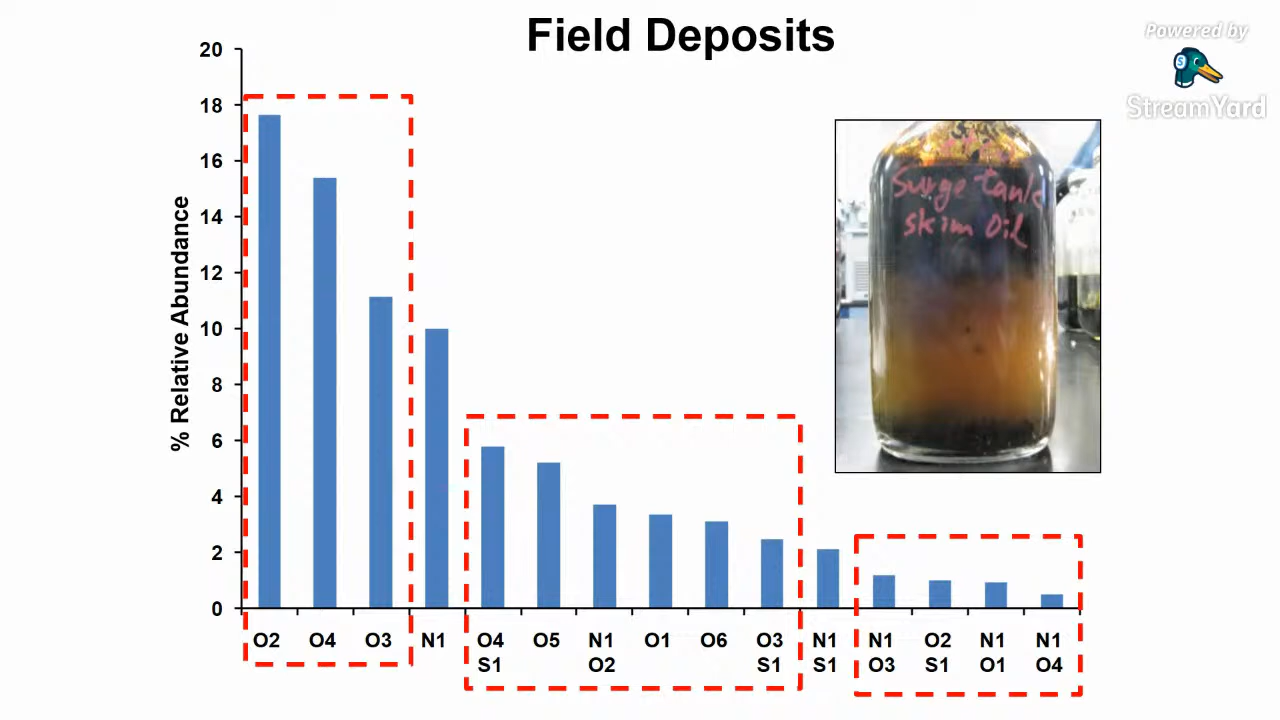 Field Deposits
Powered by
StreamYard
% Relative Abundance
20
18
16
14
12
10
8
6
4
2
0
Surge tank
skim Oil
O2 O4 O3 N1 O4 O5 N1 O1 O6 O3 N1 N1 O2 N1 N1
S1 O2 S1 S1 O3 S1 O1 O4